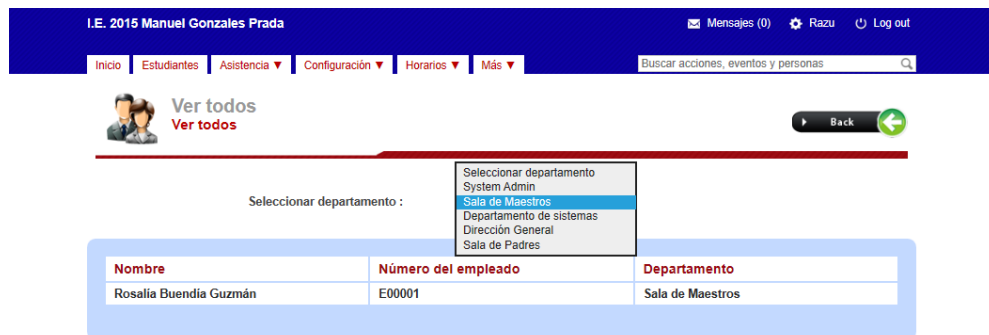 I.E. 2015 Manuel Gonzales Prada
Mensajes (0) Razu Log out
Inicio Estudiantes Asistencia ▼ Configuración ▼ Horarios ▼ Más ▼ Buscar acciones, eventos y personas
Ver todos
Ver todos
Back
Seleccionar departamento :
Seleccionar departamento
System Admin
Sala de Maestros
Departamento de sistemas
Dirección General
Sala de Padres
Nombre Número del empleado Departamento
Rosalía Buendía Guzmán E00001 Sala de Maestros